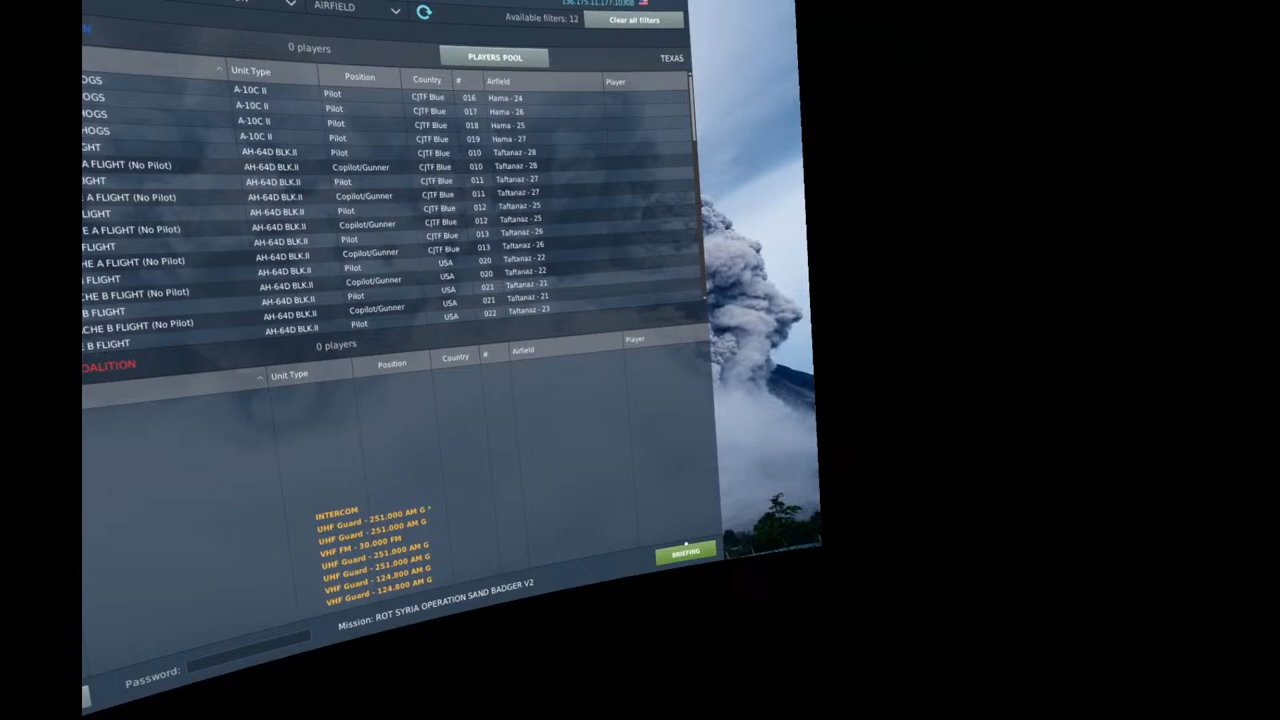 AIRFIELD
136.175.11.177:10308
Available filters: 12
Clear all filters
0 players
PLAYERS POOL
TEXAS
Unit Type Position Country # Airfield Player
OGS A-10C II Pilot CJTF Blue 016 Hama - 24
OGS A-10C II Pilot CJTF Blue 017 Hama - 26
HOGS A-10C II Pilot CJTF Blue 018 Hama - 25
HOGS A-10C II Pilot CJTF Blue 019 Hama - 27
GHT AH-64D BLK.II Pilot CJTF Blue 010 Taftanaz - 28
A FLIGHT (No Pilot) AH-64D BLK.II Copilot/Gunner CJTF Blue 010 Taftanaz - 28
IGHT AH-64D BLK.II Pilot CJTF Blue 011 Taftanaz - 27
E A FLIGHT (No Pilot) AH-64D BLK.II Copilot/Gunner CJTF Blue 011 Taftanaz - 27
LIGHT AH-64D BLK.II Pilot CJTF Blue 012 Taftanaz - 25
E A FLIGHT (No Pilot) AH-64D BLK.II Copilot/Gunner CJTF Blue 012 Taftanaz - 25
FLIGHT AH-64D BLK.II Pilot CJTF Blue 013 Taftanaz - 26
HE A FLIGHT (No Pilot) AH-64D BLK.II Copilot/Gunner CJTF Blue 013 Taftanaz - 26
FLIGHT AH-64D BLK.II Pilot USA 020 Taftanaz - 22
CHE B FLIGHT (No Pilot) AH-64D BLK.II Copilot/Gunner USA 020 Taftanaz - 22
B FLIGHT AH-64D BLK.II Pilot USA 021 Taftanaz - 21
ACHE B FLIGHT (No Pilot) AH-64D BLK.II Copilot/Gunner USA 021 Taftanaz - 21
E B FLIGHT AH-64D BLK.II Pilot USA 022 Taftanaz - 23
0 players
OALITION
Unit Type Position Country # Airfield Player
INTERCOM
UHF Guard - 251.000 AM G *
UHF Guard - 251.000 AM G
VHF FM - 30.000 FM
UHF Guard - 251.000 AM G
UHF Guard - 251.000 AM G
VHF Guard - 124.800 AM G
VHF Guard - 124.800 AM G
BRIEFING
Mission: ROT SYRIA OPERATION SAND BADGER V2
Password: